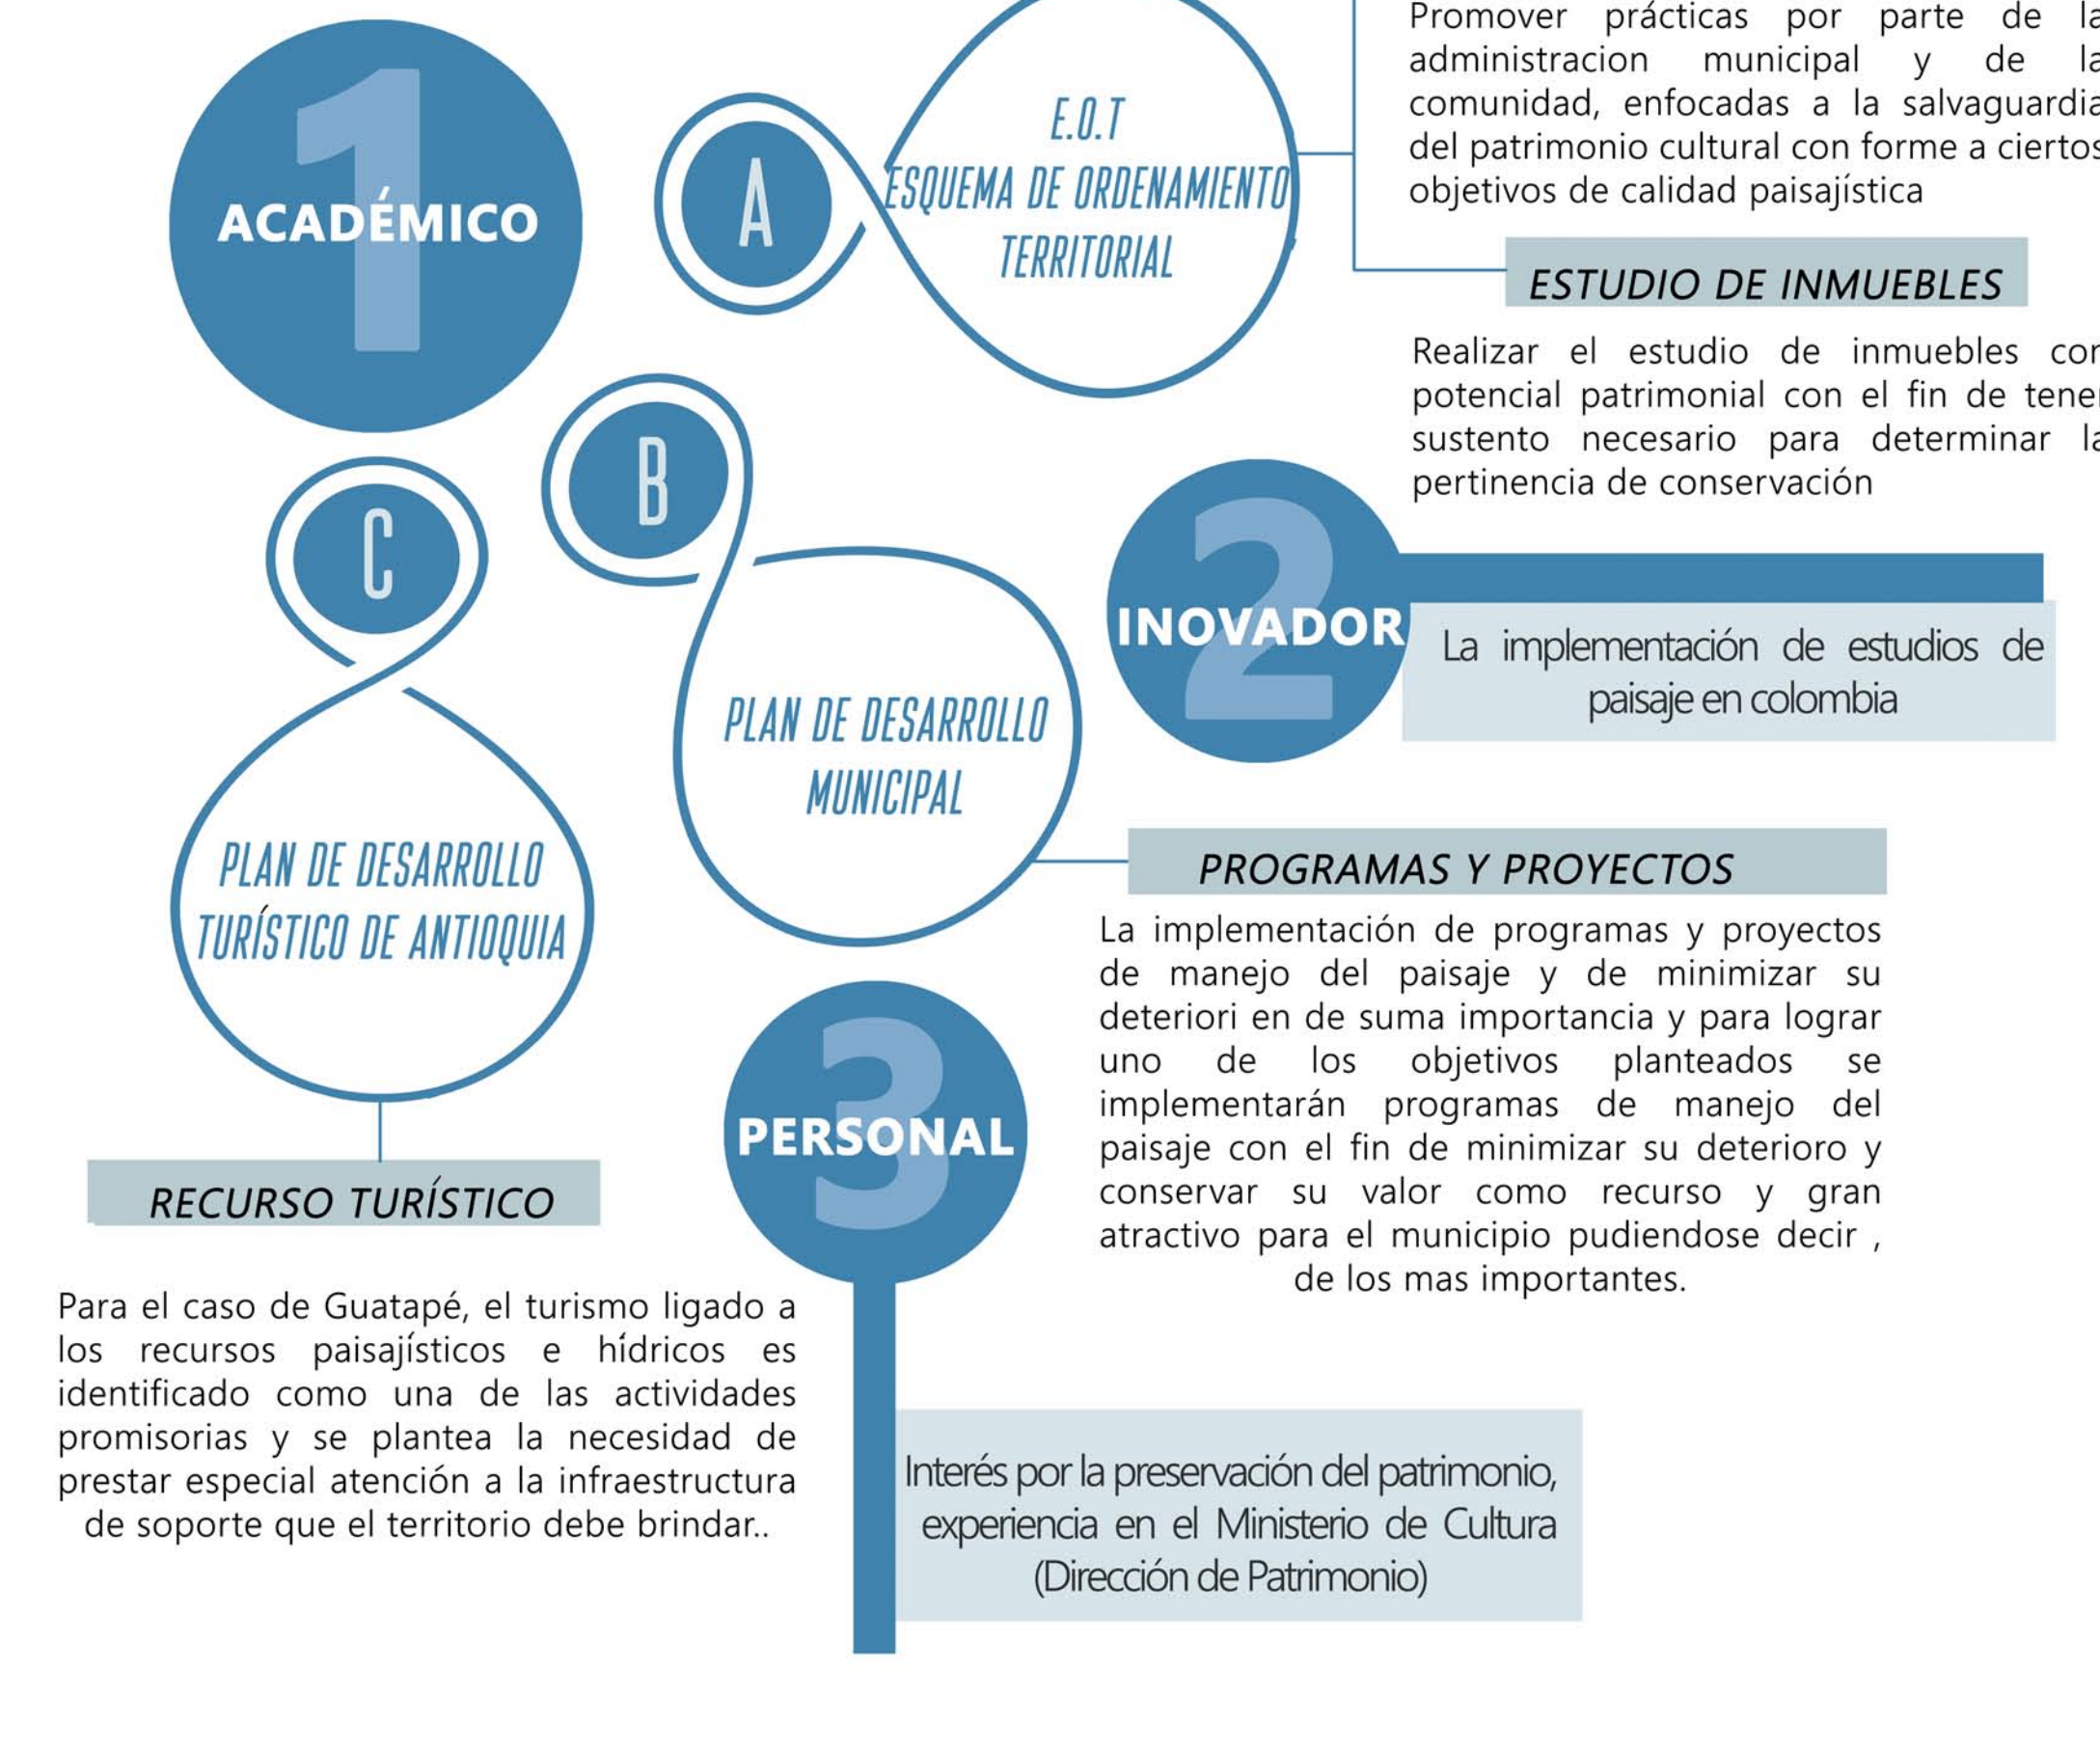 1
ACADÉMICO
A
E.O.T
ESQUEMA DE ORDENAMIENTO
TERRITORIAL
Promover prácticas por parte de la
administracion municipal y de la
comunidad, enfocadas a la salvaguardia
del patrimonio cultural con forme a ciertos
objetivos de calidad paisajística
ESTUDIO DE INMUEBLES
Realizar el estudio de inmuebles con
potencial patrimonial con el fin de tener
sustento necesario para determinar la
pertinencia de conservación
B
PLAN DE DESARROLLO
MUNICIPAL
PROGRAMAS Y PROYECTOS
La implementación de programas y proyectos
de manejo del paisaje y de minimizar su
deteriori en de suma importancia y para lograr
uno de los objetivos planteados se
implementarán programas de manejo del
paisaje con el fin de minimizar su deterioro y
conservar su valor como recurso y gran
atractivo para el municipio pudiendose decir ,
de los mas importantes.
C
PLAN DE DESARROLLO
TURÍSTICO DE ANTIOQUIA
RECURSO TURÍSTICO
Para el caso de Guatapé, el turismo ligado a
los recursos paisajísticos e hídricos es
identificado como una de las actividades
promisorias y se plantea la necesidad de
prestar especial atención a la infraestructura
de soporte que el territorio debe brindar..
2
INOVADOR
La implementación de estudios de
paisaje en colombia
3
PERSONAL
Interés por la preservación del patrimonio,
experiencia en el Ministerio de Cultura
(Dirección de Patrimonio)